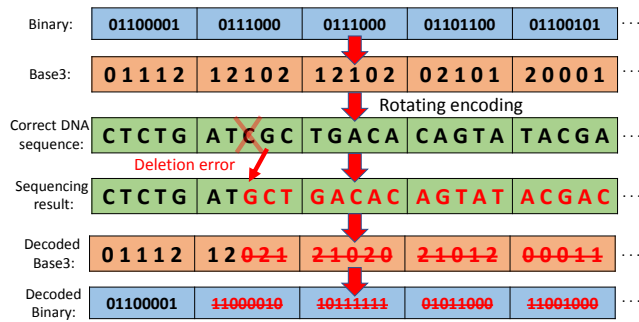 Binary: 01100001 0111000 0111000 01101100 01100101 ...
Base3: 01112 12102 12102 02101 20001 ...
Rotating encoding
Correct DNA sequence: CTCTG ATCGC TGACA CAGTA TACGA ...
Deletion error
Sequencing result: CTCTG ATGCT GACAC AGTAT ACGAC ...
Decoded Base3: 01112 12021 21020 21012 00011 ...
Decoded Binary: 01100001 11000010 10111111 01011000 11001000 ...